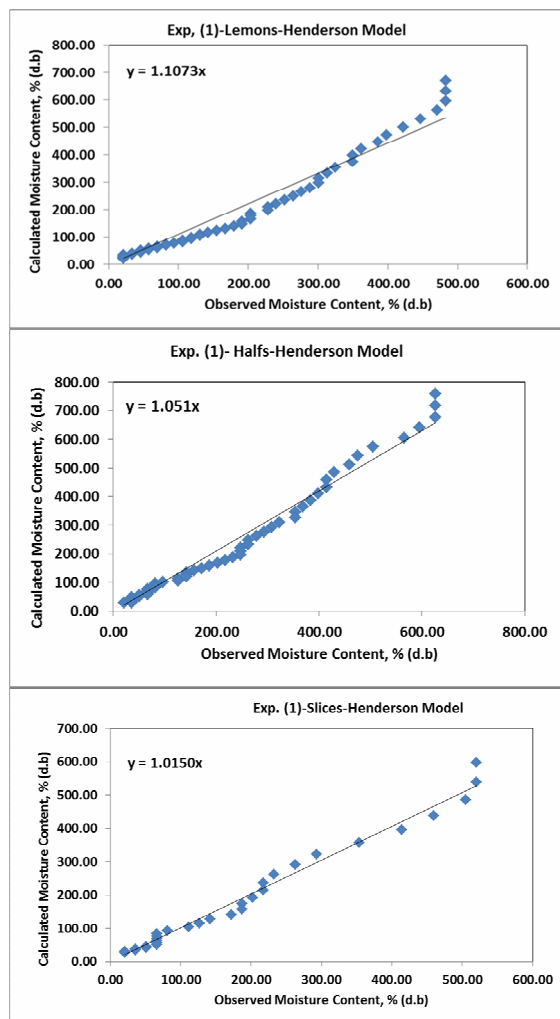 Exp, (1)-Lemons-Henderson Model
y = 1.1073x
Calculated Moisture Content, % (d.b)
800.00
700.00
600.00
500.00
400.00
300.00
200.00
100.00
0.00
0.00 100.00 200.00 300.00 400.00 500.00 600.00
Observed Moisture Content, % (d.b)
Exp. (1)- Halfs-Henderson Model
y = 1.051x
Calculated Moisture Content, % (d.b)
800.00
700.00
600.00
500.00
400.00
300.00
200.00
100.00
0.00
0.00 200.00 400.00 600.00 800.00
Observed Moisture Content, % (d.b)
Exp. (1)-Slices-Henderson Model
y = 1.0150x
Calculated Moisture Content, % (d.b)
700.00
600.00
500.00
400.00
300.00
200.00
100.00
0.00
0.00 100.00 200.00 300.00 400.00 500.00 600.00
Observed Moisture Content, % (d.b)